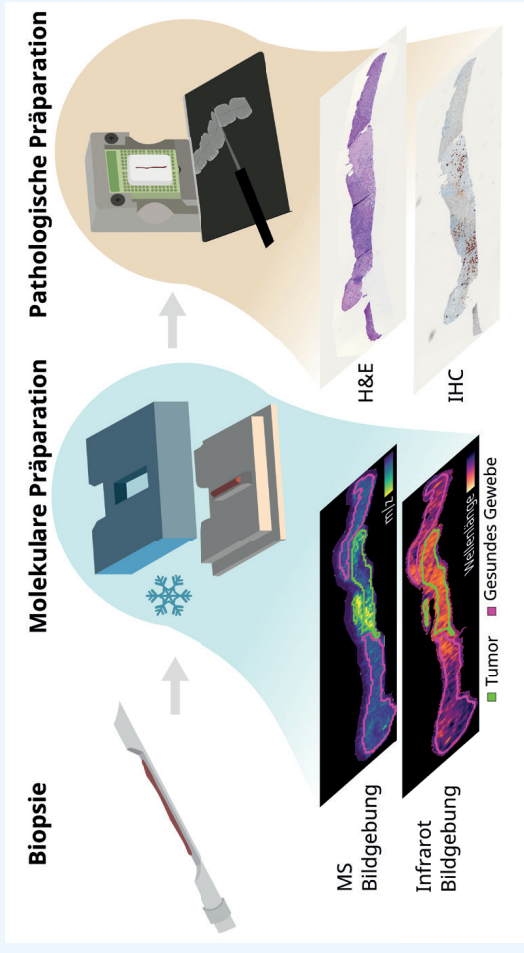 Biopsie
Molekulare Präparation
Pathologische Präparation
MS
Bildgebung
m/z
Infrarot
Bildgebung
Wellenlänge
Tumor
Gesundes Gewebe
H&E
IHC